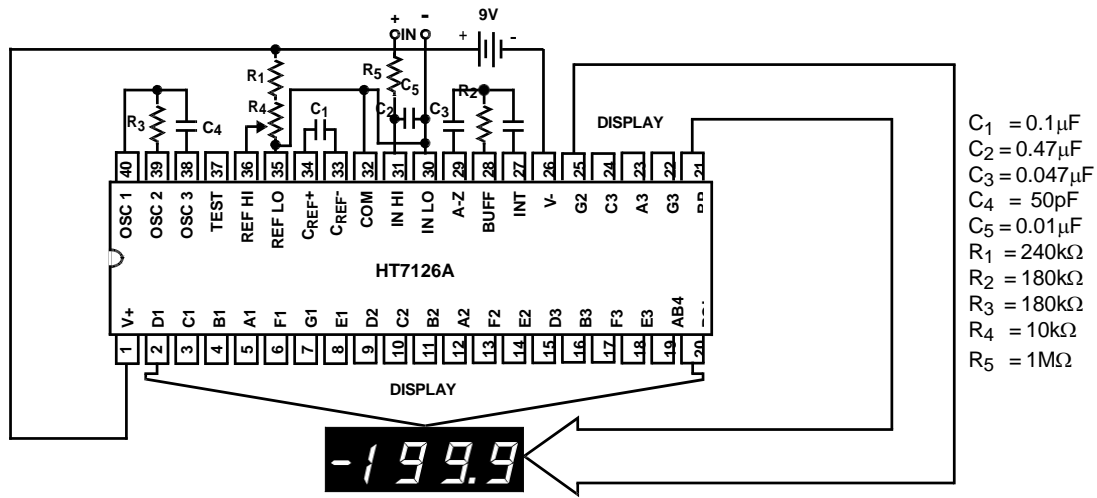 + - 9V
IN + -
R1 R5 C5
R3 C4 R4 C1 C2 C3 R2 DISPLAY
40 39 38 37 36 35 34 33 32 31 30 29 28 27 26 25 24 23 22 21
OSC 1 OSC 2 OSC 3 TEST REF HI REF LO CREF+ CREF- COM IN HI IN LO A-Z BUFF INT V- G2 C3 A3 G3
HT7126A
V+ D1 C1 B1 A1 F1 G1 E1 D2 C2 B2 A2 F2 E2 D3 B3 F3 E3 AB4
1 2 3 4 5 6 7 8 9 10 11 12 13 14 15 16 17 18 19 20
DISPLAY
-199.9
C1 = 0.1µF
C2 = 0.47µF
C3 = 0.047µF
C4 = 50pF
C5 = 0.01µF
R1 = 240kΩ
R2 = 180kΩ
R3 = 180kΩ
R4 = 10kΩ
R5 = 1MΩ